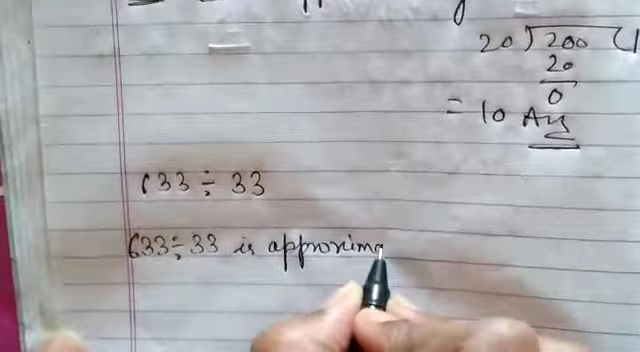 20)200(1
20
0
= 10 Ans
633 ÷ 33
633÷33 is approxima